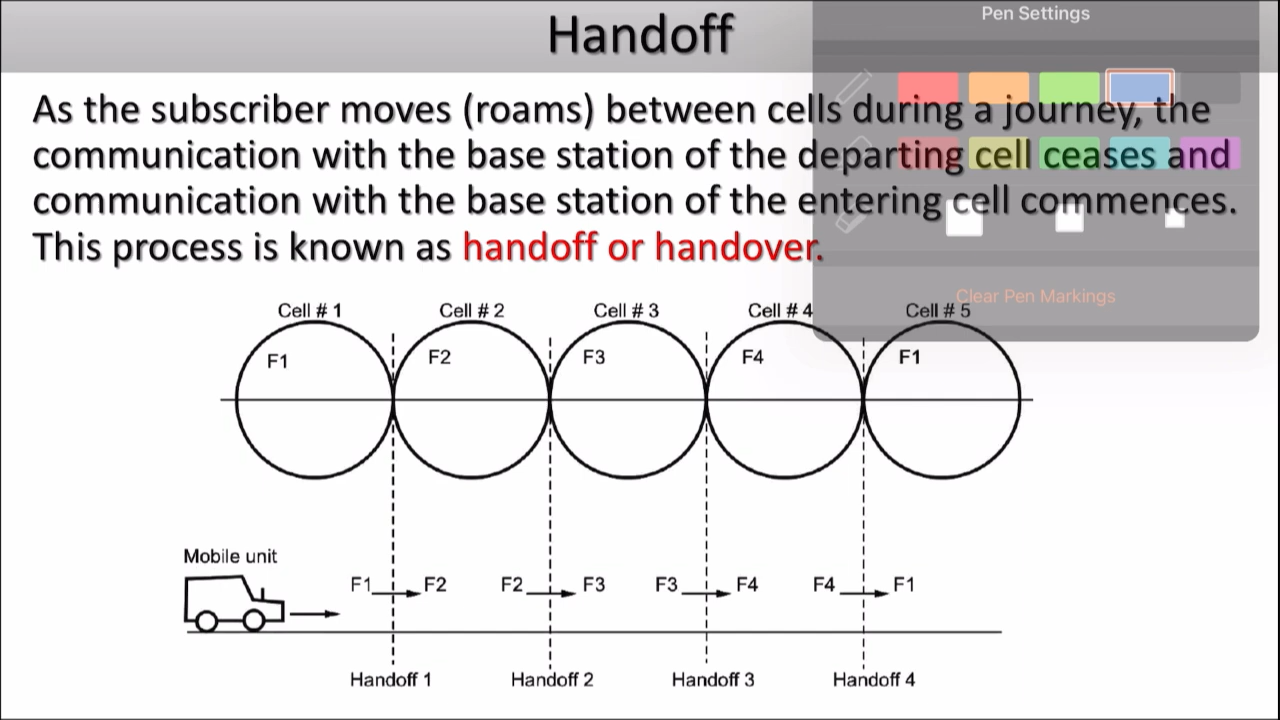 Handoff
Pen Settings
As the subscriber moves (roams) between cells during a journey, the
communication with the base station of the departing cell ceases and
communication with the base station of the entering cell commences.
This process is known as handoff or handover.
Clear Pen Markings
Cell # 1 Cell # 2 Cell # 3 Cell # 4 Cell # 5
F1 F2 F3 F4 F1
Mobile unit
F1 F2 F2 F3 F3 F4 F4 F1
Handoff 1 Handoff 2 Handoff 3 Handoff 4